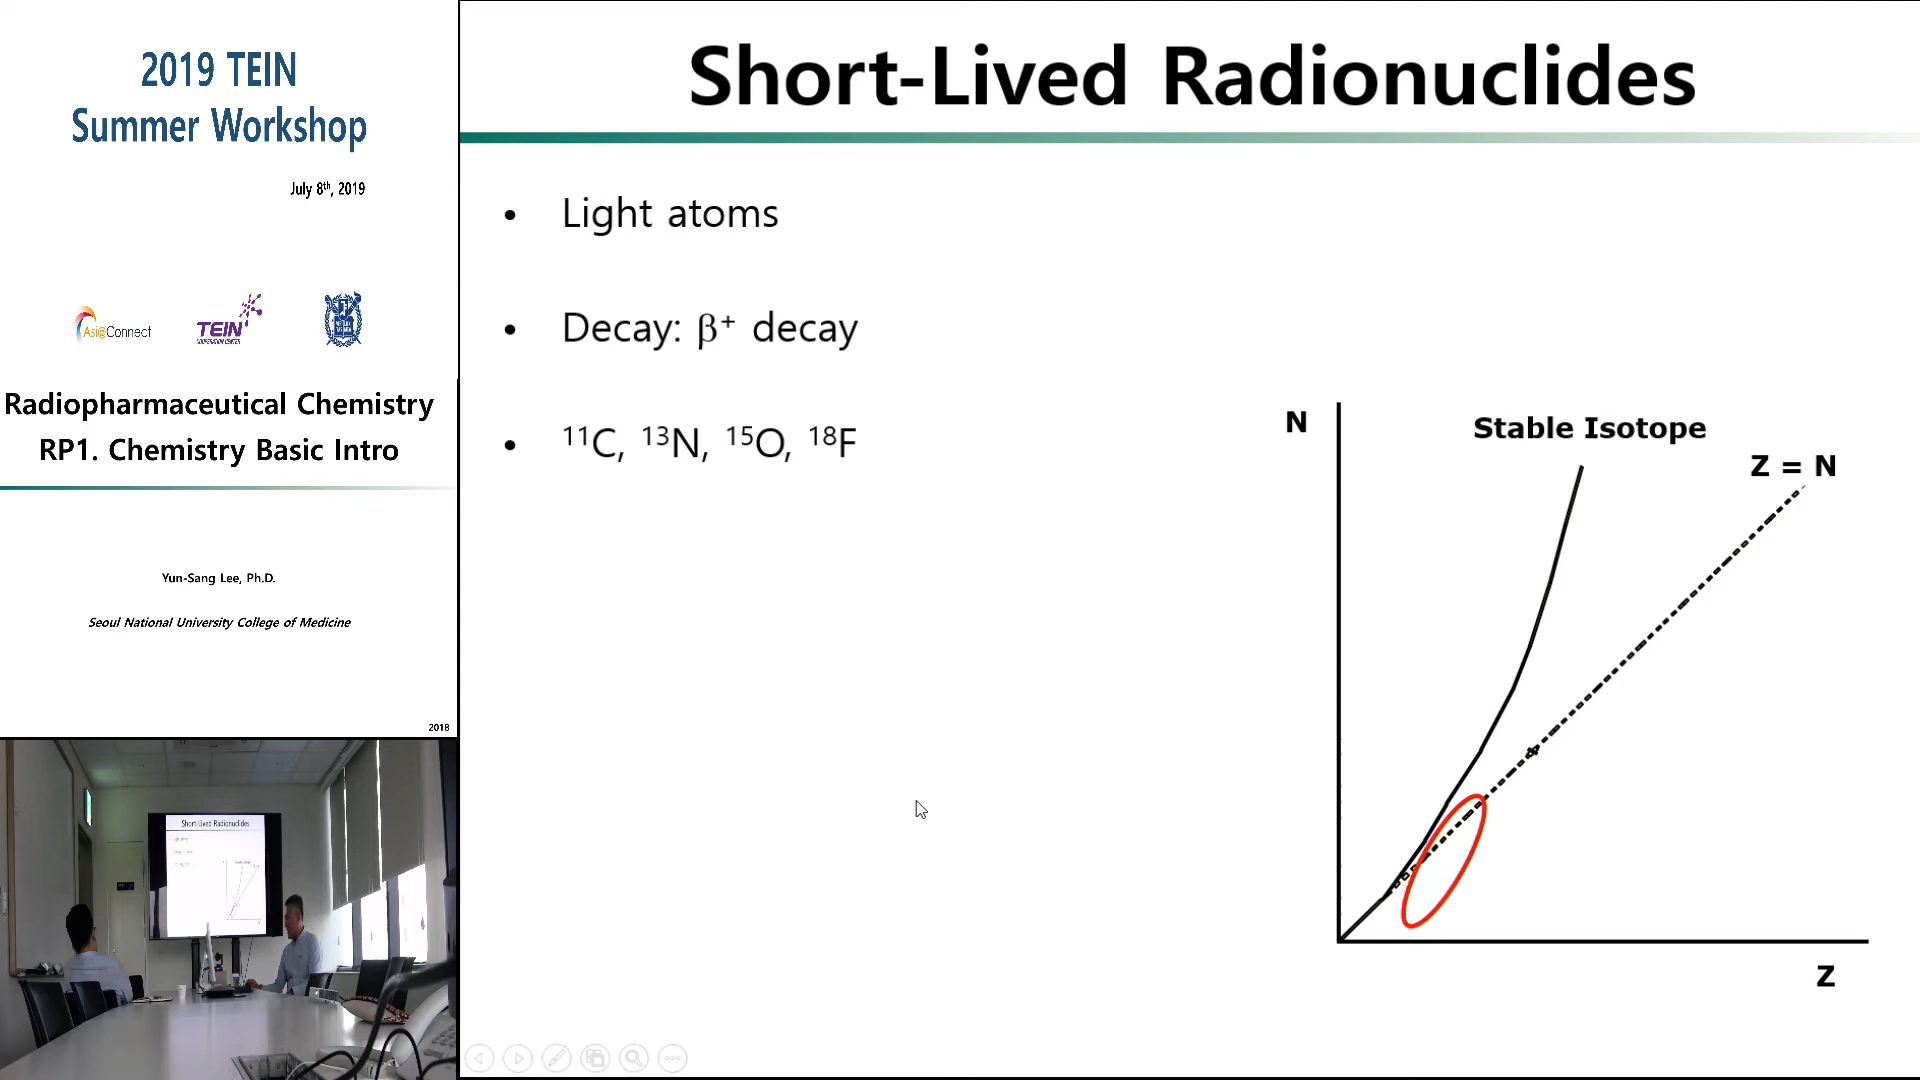 2019 TEIN
Summer Workshop
July 8th, 2019
Asi@Connect
TEIN
COOPERATION CENTER
Radiopharmaceutical Chemistry
RP1. Chemistry Basic Intro
Yun-Sang Lee, Ph.D.
Seoul National University College of Medicine
2018
Short-Lived Radionuclides
• Light atoms
• Decay: β⁺ decay
• ¹¹C, ¹³N, ¹⁵O, ¹⁸F
N
Stable Isotope
Z = N
Z
Short-Lived Radionuclides